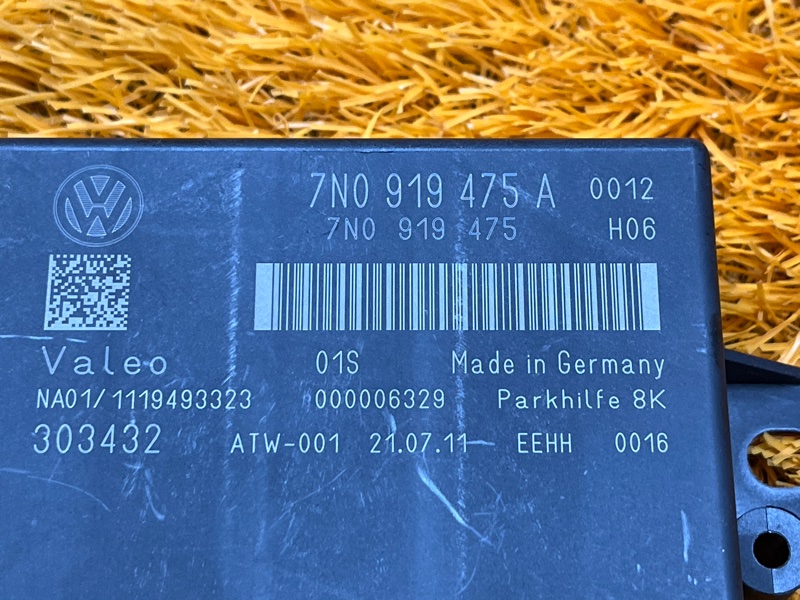 7N0 919 475 A 0012
7N0 919 475 H06
Valeo 01S Made in Germany
NA01/1119493323 000006329 Parkhilfe 8K
303432 ATW-001 21.07.11 EEHH 0016